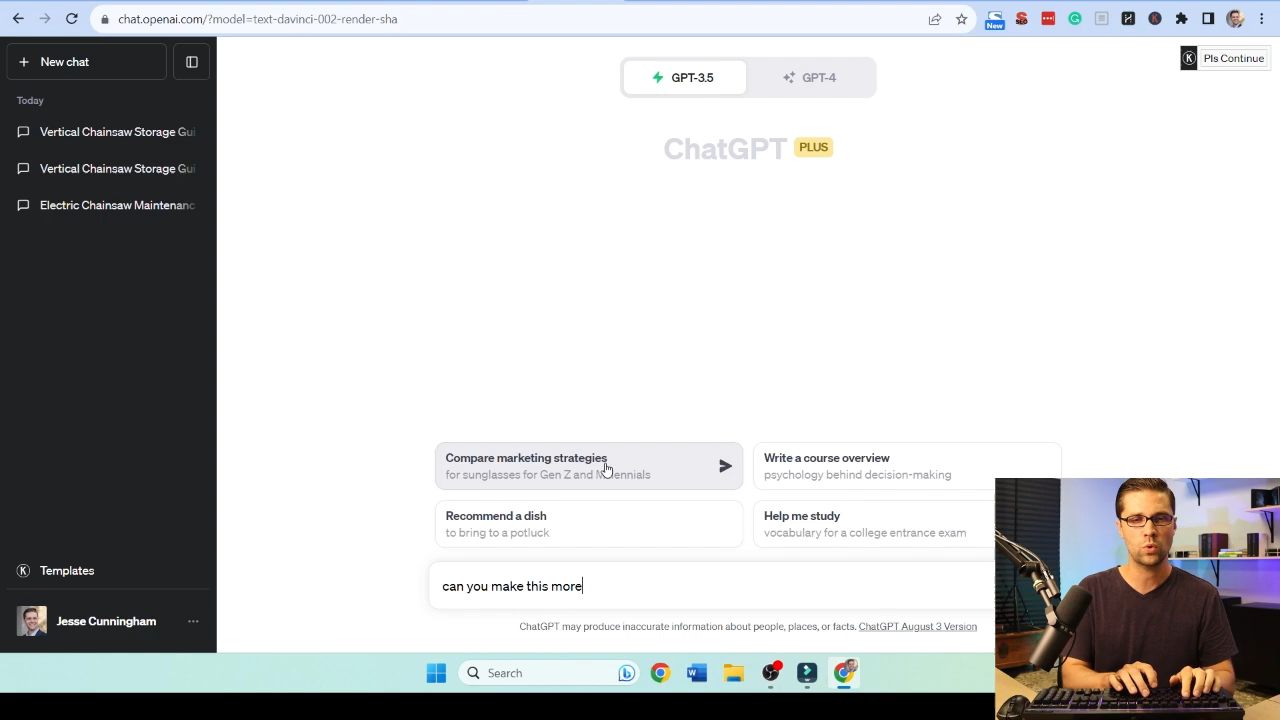 chat.openai.com/?model=text-davinci-002-render-sha
New
New chat
K Pls Continue
GPT-3.5
GPT-4
Today
Vertical Chainsaw Storage Gui
Vertical Chainsaw Storage Gui
Electric Chainsaw Maintenanc
ChatGPT PLUS
Compare marketing strategies
for sunglasses for Gen Z and Millennials
Write a course overview
psychology behind decision-making
Recommend a dish
to bring to a potluck
Help me study
vocabulary for a college entrance exam
K Templates
can you make this more
Jesse Cunningham
ChatGPT may produce inaccurate information about people, places, or facts. ChatGPT August 3 Version
Search